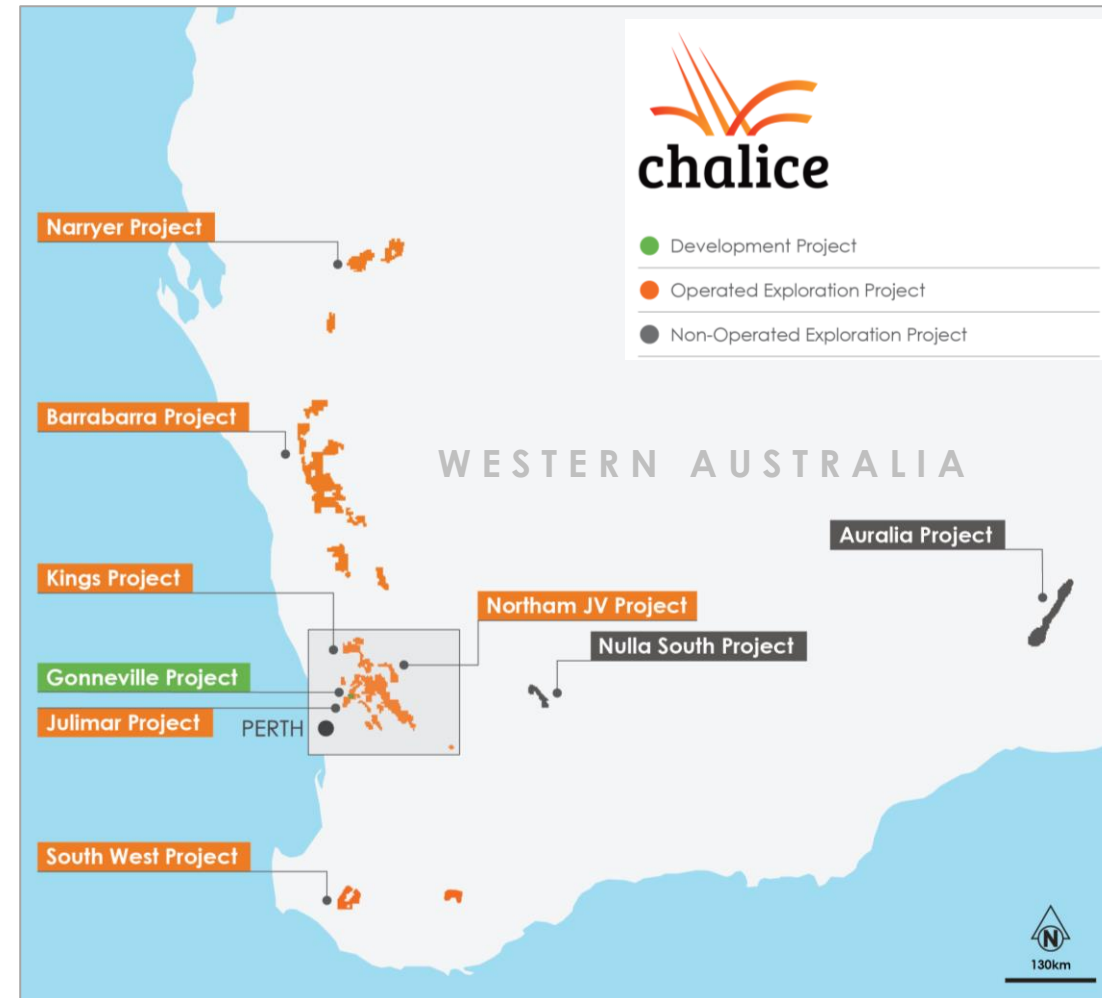 chalice
Development Project
Operated Exploration Project
Non-Operated Exploration Project
Narryer Project
Barrabarra Project
WESTERN AUSTRALIA
Auralia Project
Kings Project
Northam JV Project
Nulla South Project
Gonneville Project
Julimar Project
PERTH
South West Project
N
130km